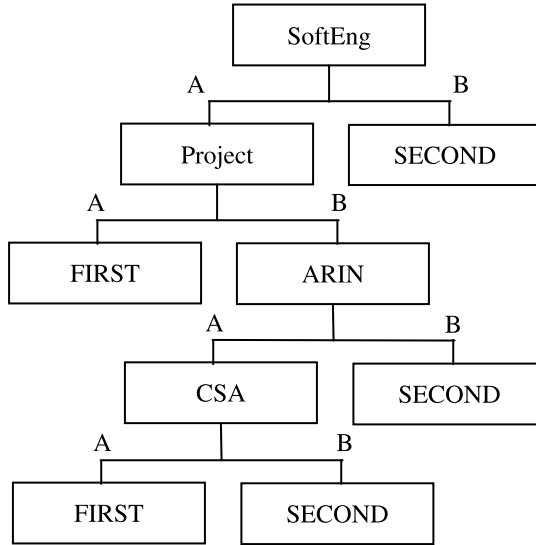 SoftEng
A B
Project SECOND
A B
FIRST ARIN
A B
CSA SECOND
A B
FIRST SECOND